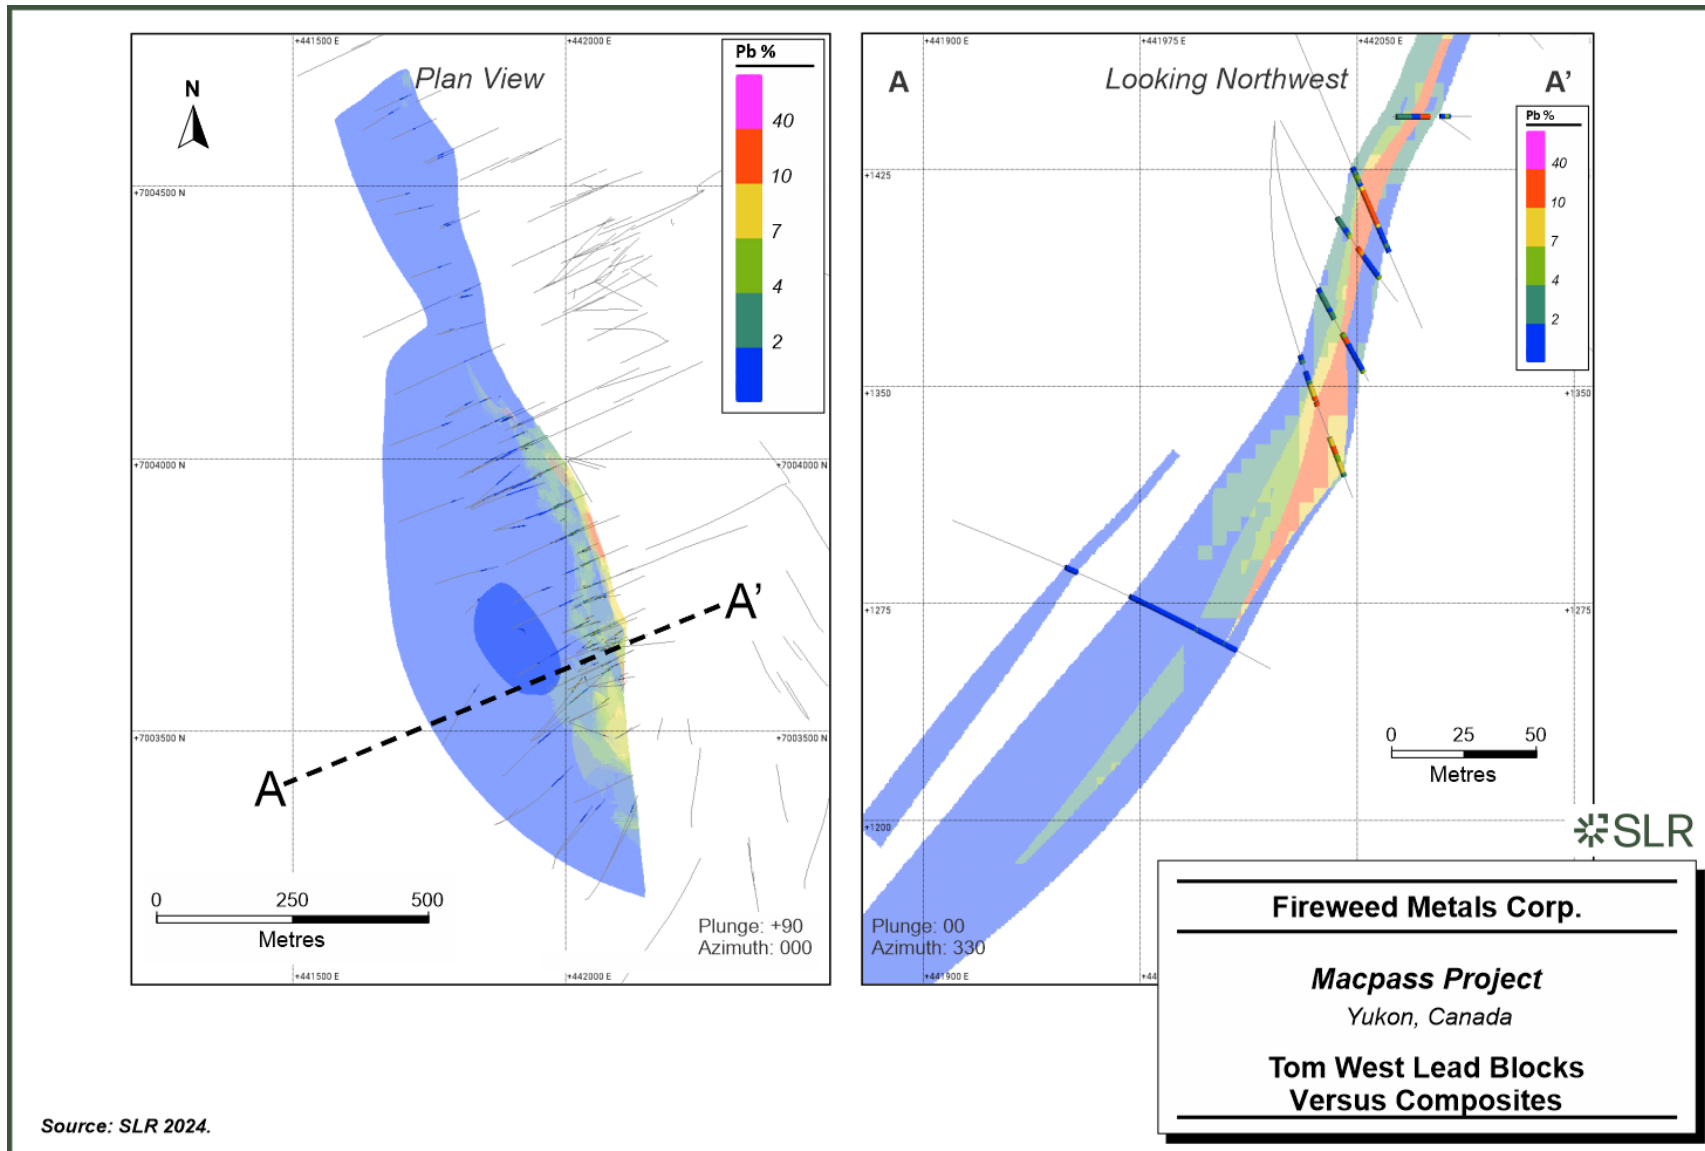 +441500 E
+442000 E
Plan View
N
Pb %
40
10
7
4
2
+7004500 N
+7004000 N
+7004000 N
+7003500 N
+7003500 N
A
A'
0 250 500
Metres
Plunge: +90
Azimuth: 000
+441500 E
+442000 E
+441900 E
+441975 E
+442050 E
A
Looking Northwest
A'
Pb %
40
10
7
4
2
+1425
+1350
+1350
+1275
+1275
+1200
0 25 50
Metres
Plunge: 00
Azimuth: 330
+441900 E
+44
SLR
Fireweed Metals Corp.
Macpass Project
Yukon, Canada
Tom West Lead Blocks
Versus Composites
Source: SLR 2024.